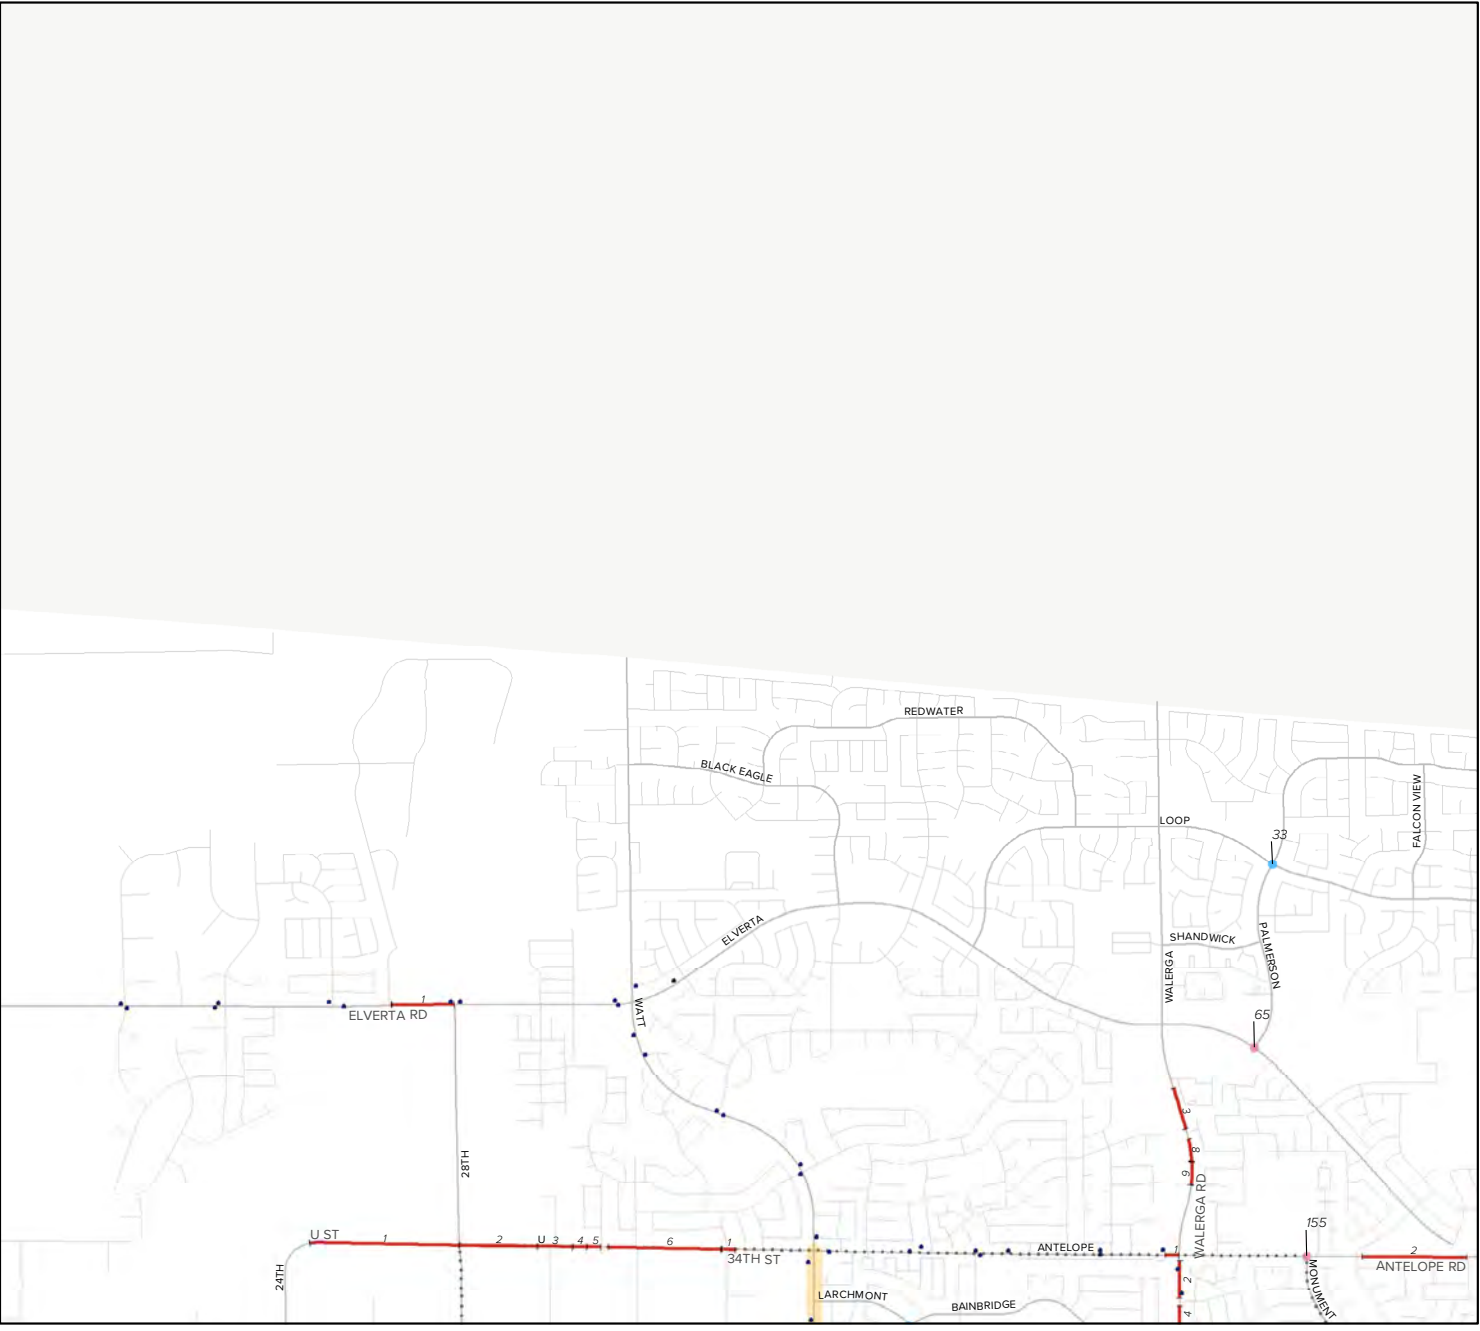 REDWATER
BLACK EAGLE
FALCON VIEW
LOOP
33
ELVERTA
SHANDWICK
PALMERSON
WALERGA
1
ELVERTA RD
WATT
65
3
8
9
28TH
WALERGA RD
155
U ST
1
2
U
3
4
5
6
1
34TH ST
ANTELOPE
1
2
ANTELOPE RD
24TH
MONUMENT
2
LARCHMONT
BAINBRIDGE
4